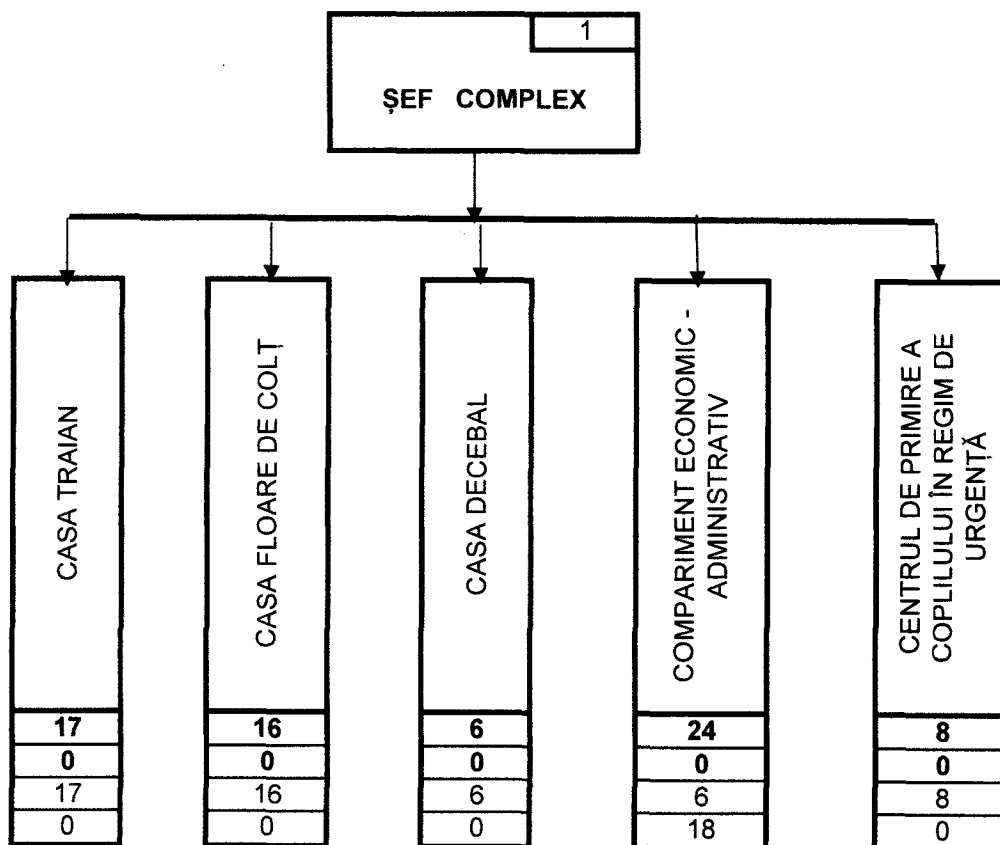 1
ȘEF COMPLEX
CASA TRAIAN
17
0
17
0
CASA FLOARE DE COLȚ
16
0
16
0
CASA DECEBAL
6
0
6
0
COMPARIMENT ECONOMIC -
ADMINISTRATIV
24
0
6
18
CENTRUL DE PRIMIRE A
COPLILULUI ÎN REGIM DE
URGENȚĂ
8
0
8
0